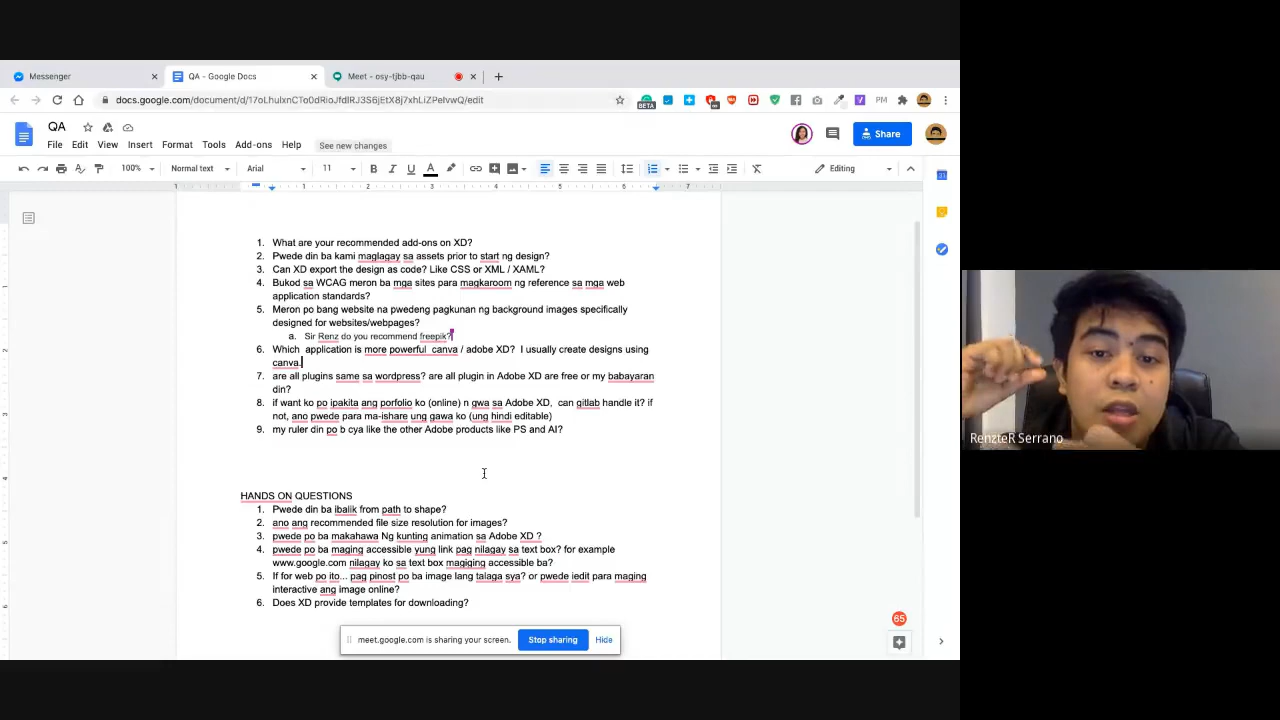 Messenger
QA - Google Docs
Meet - osy-tjbb-qau
docs.google.com/document/d/17oLhulxnCTo0dRioJfdIRJ3S6jEtX8j7xhLiZPeIvwQ/edit
BETA
PM
QA
File Edit View Insert Format Tools Add-ons Help See new changes
Share
100% Normal text Arial 11 B I U A Editing
1 1 2 3 4 5 6 7
1. What are your recommended add-ons on XD?
2. Pwede din ba kami maglagay sa assets prior to start ng design?
3. Can XD export the design as code? Like CSS or XML / XAML?
4. Bukod sa WCAG meron ba mga sites para magkaroom ng reference sa mga web
application standards?
5. Meron po bang website na pwedeng pagkunan ng background images specifically
designed for websites/webpages?
a. Sir Renz do you recommend freepik?
6. Which application is more powerful canva / adobe XD? I usually create designs using
canva.
7. are all plugins same sa wordpress? are all plugin in Adobe XD are free or my babayaran
din?
8. if want ko po ipakita ang porfolio ko (online) n gwa sa Adobe XD, can gitlab handle it? if
not, ano pwede para ma-ishare ung gawa ko (ung hindi editable)
9. my ruler din po b cya like the other Adobe products like PS and AI?
HANDS ON QUESTIONS
1. Pwede din ba ibalik from path to shape?
2. ano ang recommended file size resolution for images?
3. pwede po ba makahawa Ng kunting animation sa Adobe XD ?
4. pwede po ba maging accessible yung link pag nilagay sa text box? for example
www.google.com nilagay ko sa text box magiging accessible ba?
5. If for web po ito... pag pinost po ba image lang talaga sya? or pwede iedit para maging
interactive ang image online?
6. Does XD provide templates for downloading?
65
meet.google.com is sharing your screen. Stop sharing Hide
RenzteR Serrano